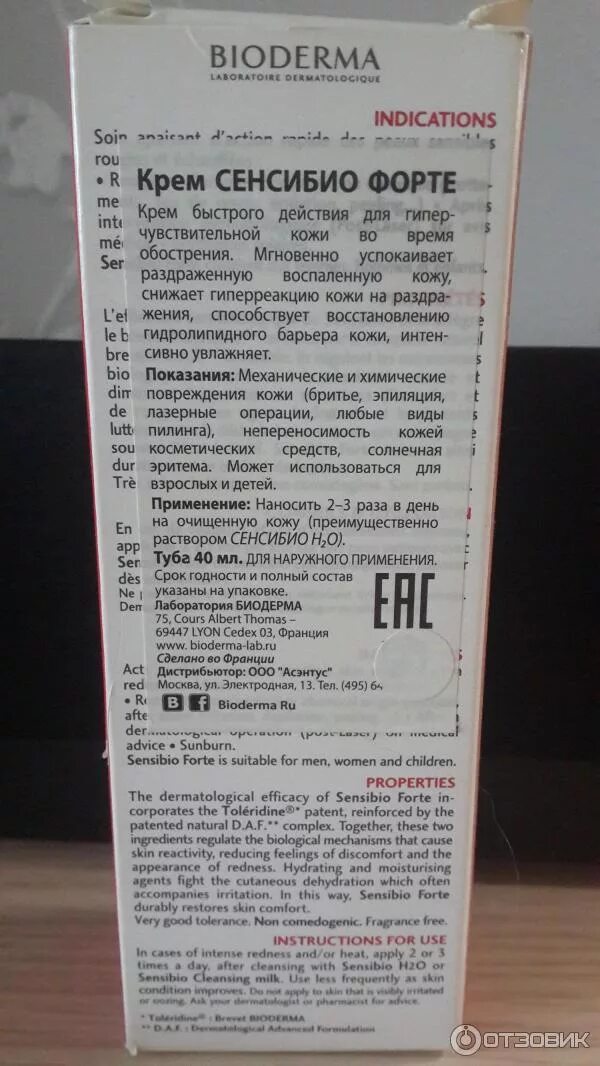 BIODERMA
LABORATOIRE DERMATOLOGIQUE
INDICATIONS
Soin apaisant d'action rapide des peaux sensibles
Крем СЕНСИБИО ФОРТЕ
Крем быстрого действия для гипер-
чувствительной кожи во время
обострения. Мгновенно успокаивает
раздраженную воспаленную кожу,
снижает гиперреакцию кожи на раздра-
жения, способствует восстановлению
гидролипидного барьера кожи, интен-
сивно увлажняет.
Показания: Механические и химические
повреждения кожи (бритье, эпиляция,
лазерные операции, любые виды
пилинга), непереносимость кожей
косметических средств, солнечная
эритема. Может использоваться для
взрослых и детей.
Применение: Наносить 2–3 раза в день
на очищенную кожу (преимущественно
раствором СЕНСИБИО H₂O).
Туба 40 мл. ДЛЯ НАРУЖНОГО ПРИМЕНЕНИЯ.
Срок годности и полный состав
указаны на упаковке.
Лаборатория БИОДЕРМА
75, Cours Albert Thomas –
69447 LYON Cedex 03, Франция
www.bioderma-lab.ru
Сделано во Франции
Дистрибьютор: ООО "Асэнтус"
Москва, ул. Электродная, 13. Тел. (495) 64
EAC
B f Bioderma Ru
dermatological operation (post-Laser) on medical
advice • Sunburn.
Sensibio Forte is suitable for men, women and children.
PROPERTIES
The dermatological efficacy of Sensibio Forte in-
corporates the Toléridine®* patent, reinforced by the
patented natural D.A.F.** complex. Together, these two
ingredients regulate the biological mechanisms that cause
skin reactivity, reducing feelings of discomfort and the
appearance of redness. Hydrating and moisturising
agents fight the cutaneous dehydration which often
accompanies irritation. In this way, Sensibio Forte
durably restores skin comfort.
Very good tolerance. Non comedogenic. Fragrance free.
INSTRUCTIONS FOR USE
In cases of intense redness and/or heat, apply 2 or 3
times a day, after cleansing with Sensibio H2O or
Sensibio Cleansing milk. Use less frequently as skin
condition improves. Do not apply to skin that is visibly irritated
or oozing. Ask your dermatologist or pharmacist for advice.
* Toléridine® : Brevet BIODERMA
** D.A.F. : Dermatological Advanced Formulation
ОТЗОВИК